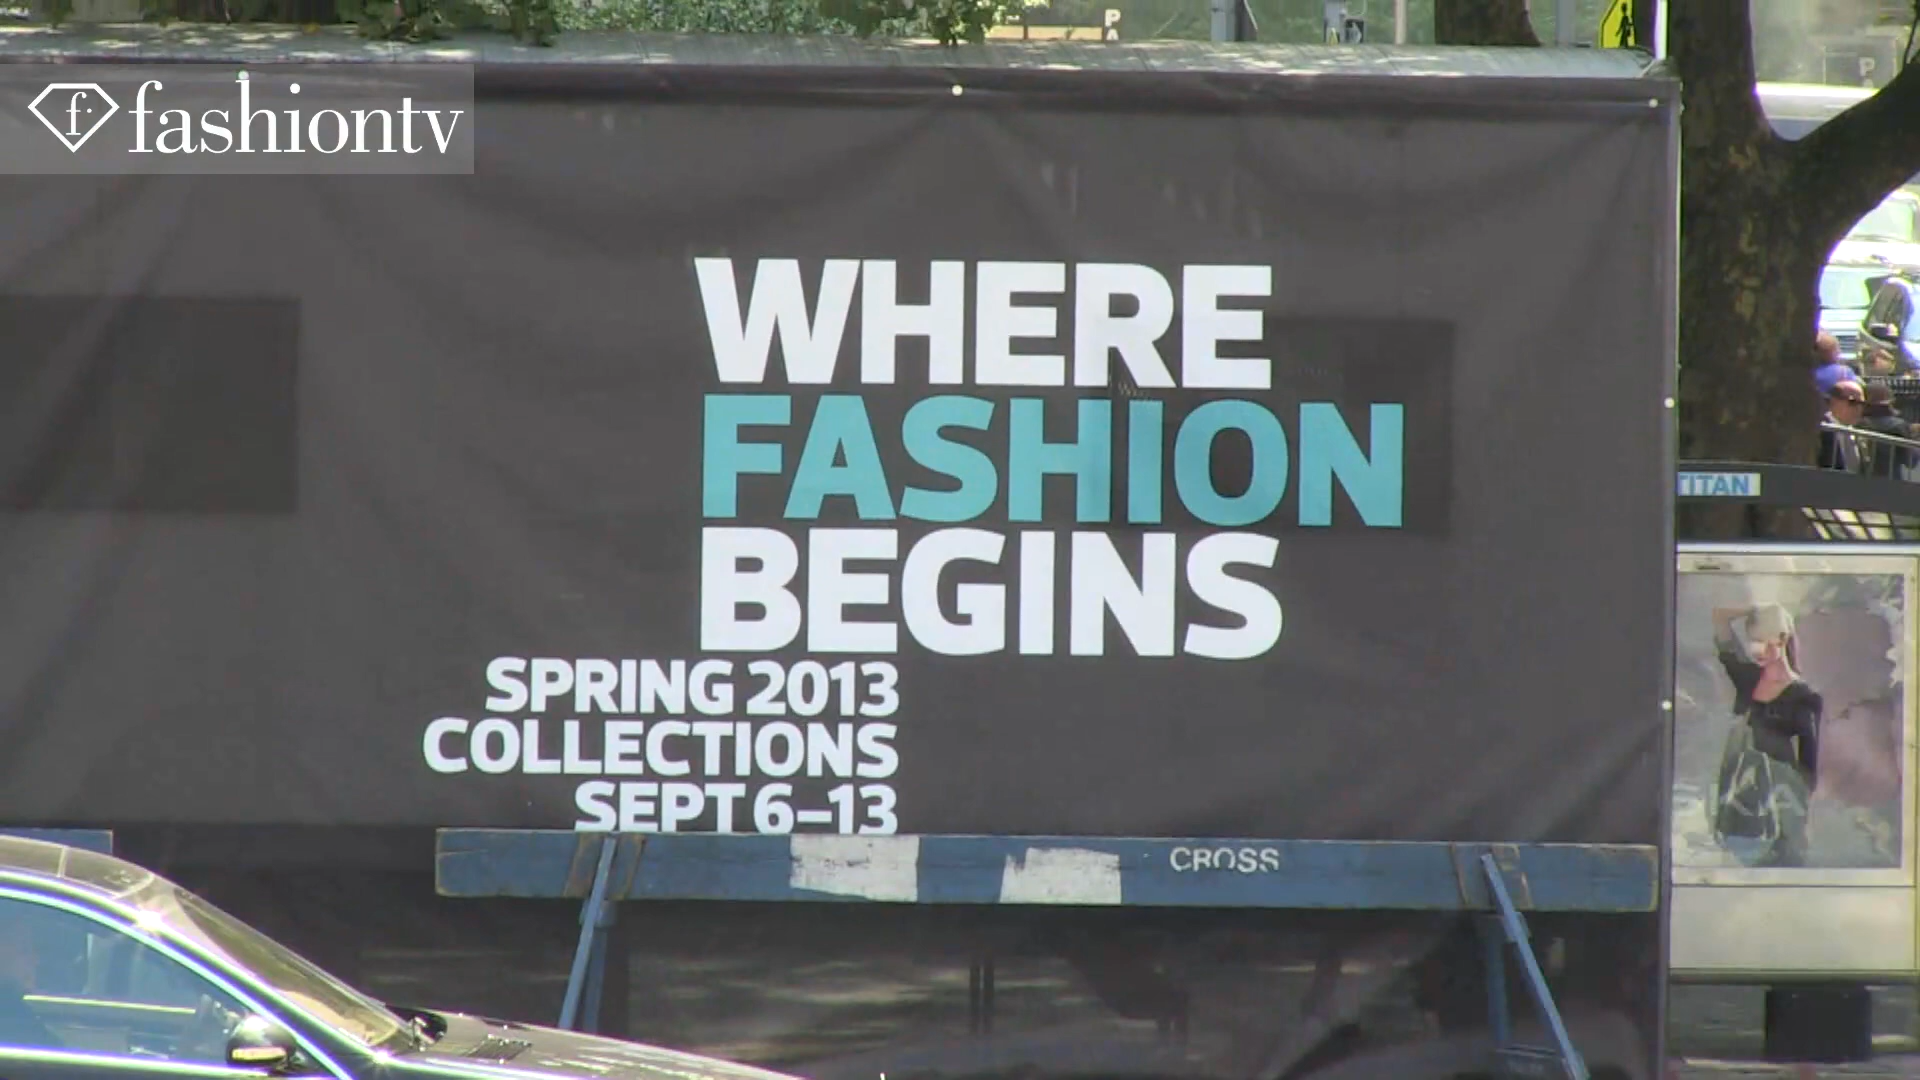 fashiontv
WHERE
FASHION
BEGINS
SPRING 2013
COLLECTIONS
SEPT 6–13
CROSS
TITAN